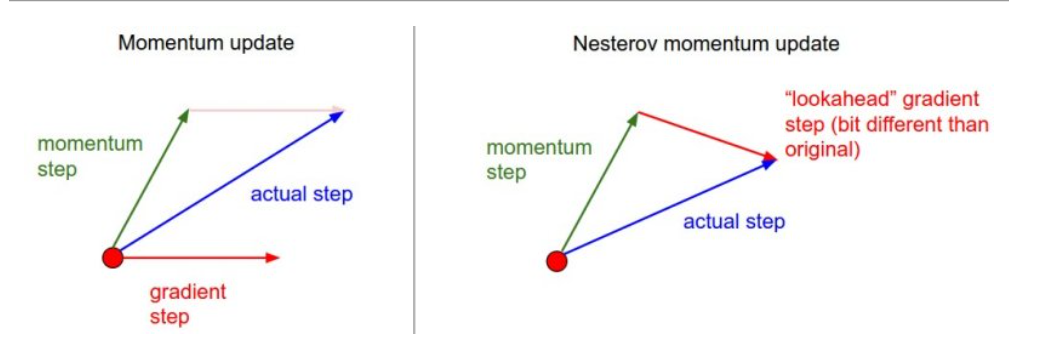 Momentum update
momentum
step
actual step
gradient
step
Nesterov momentum update
momentum
step
“lookahead” gradient
step (bit different than
original)
actual step